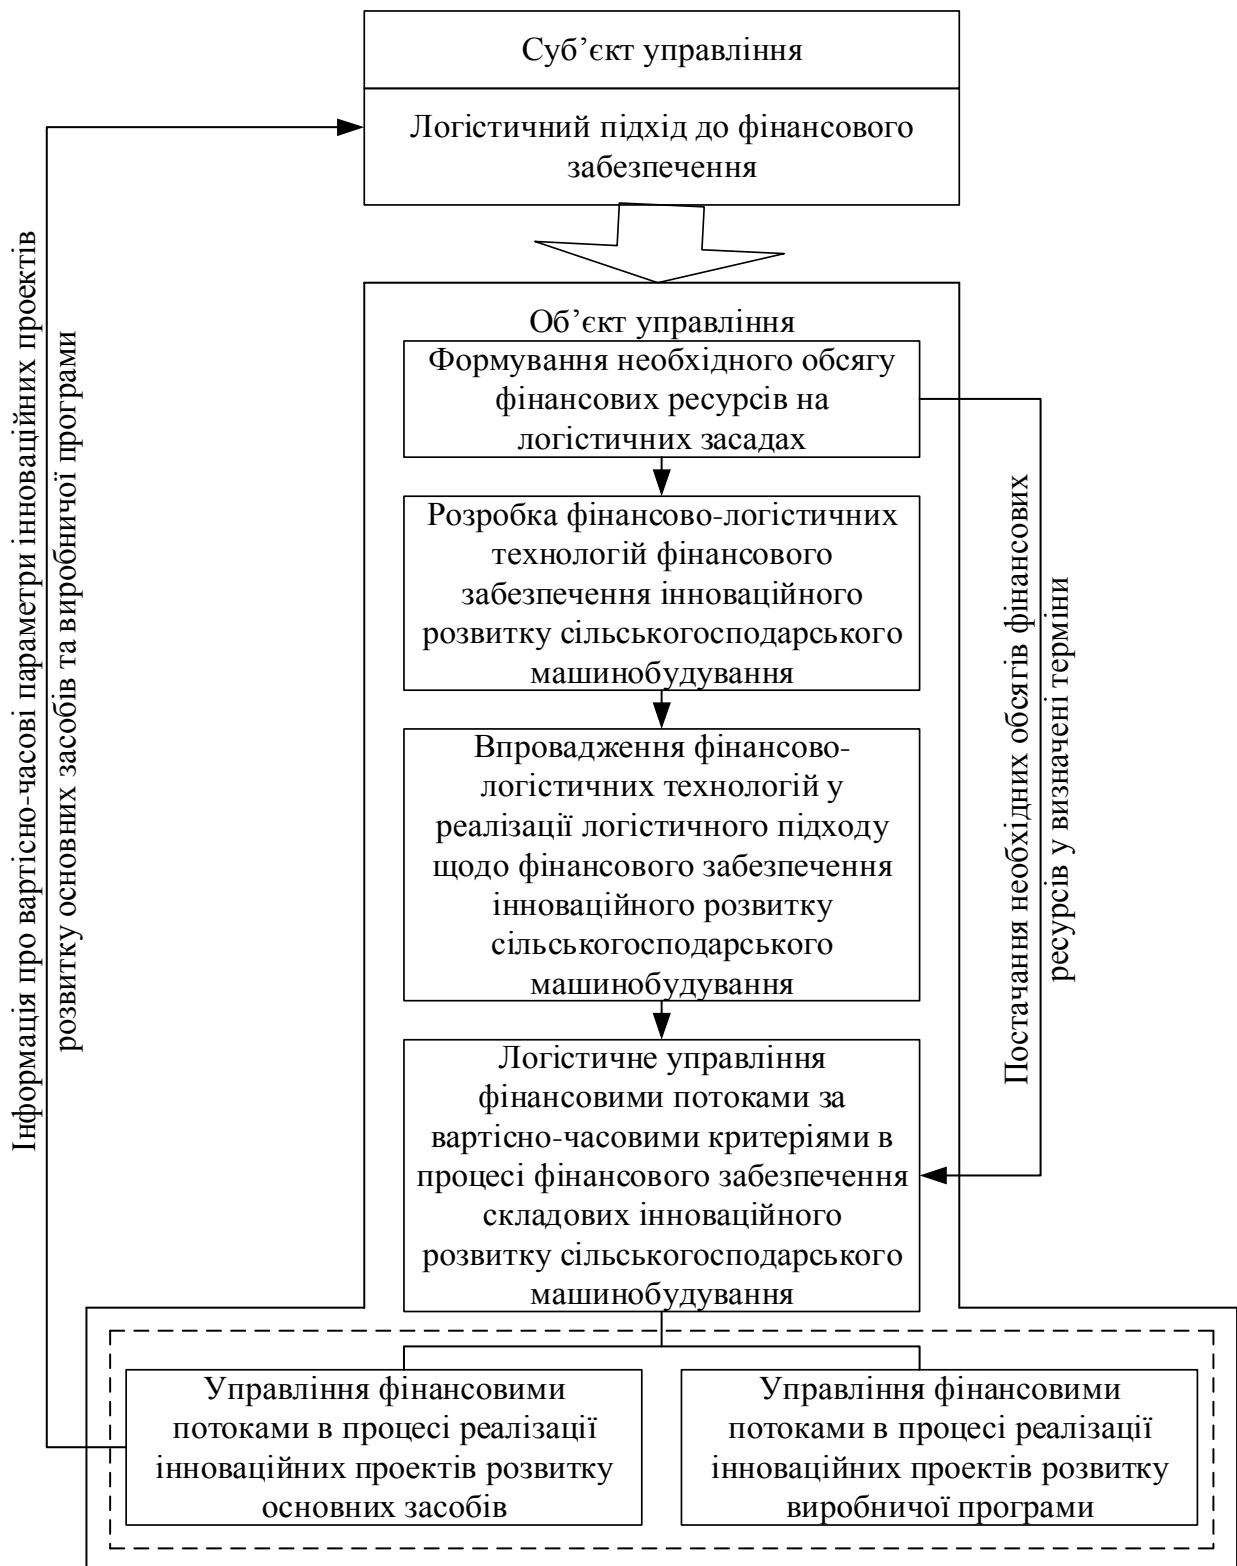 Суб’єкт управління
Логістичний підхід до фінансового
забезпечення
Об’єкт управління
Формування необхідного обсягу
фінансових ресурсів на
логістичних засадах
Розробка фінансово-логістичних
технологій фінансового
забезпечення інноваційного
розвитку сільськогосподарського
машинобудування
Впровадження фінансово-
логістичних технологій у
реалізації логістичного підходу
щодо фінансового забезпечення
інноваційного розвитку
сільськогосподарського
машинобудування
Логістичне управління
фінансовими потоками за
вартісно-часовими критеріями в
процесі фінансового забезпечення
складових інноваційного
розвитку сільськогосподарського
машинобудування
Управління фінансовими
потоками в процесі реалізації
інноваційних проектів розвитку
основних засобів
Управління фінансовими
потоками в процесі реалізації
інноваційних проектів розвитку
виробничої програми
Інформація про вартісно-часові параметри інноваційних проектів
розвитку основних засобів та виробничої програми
Постачання необхідних обсягів фінансових
ресурсів у визначені терміни